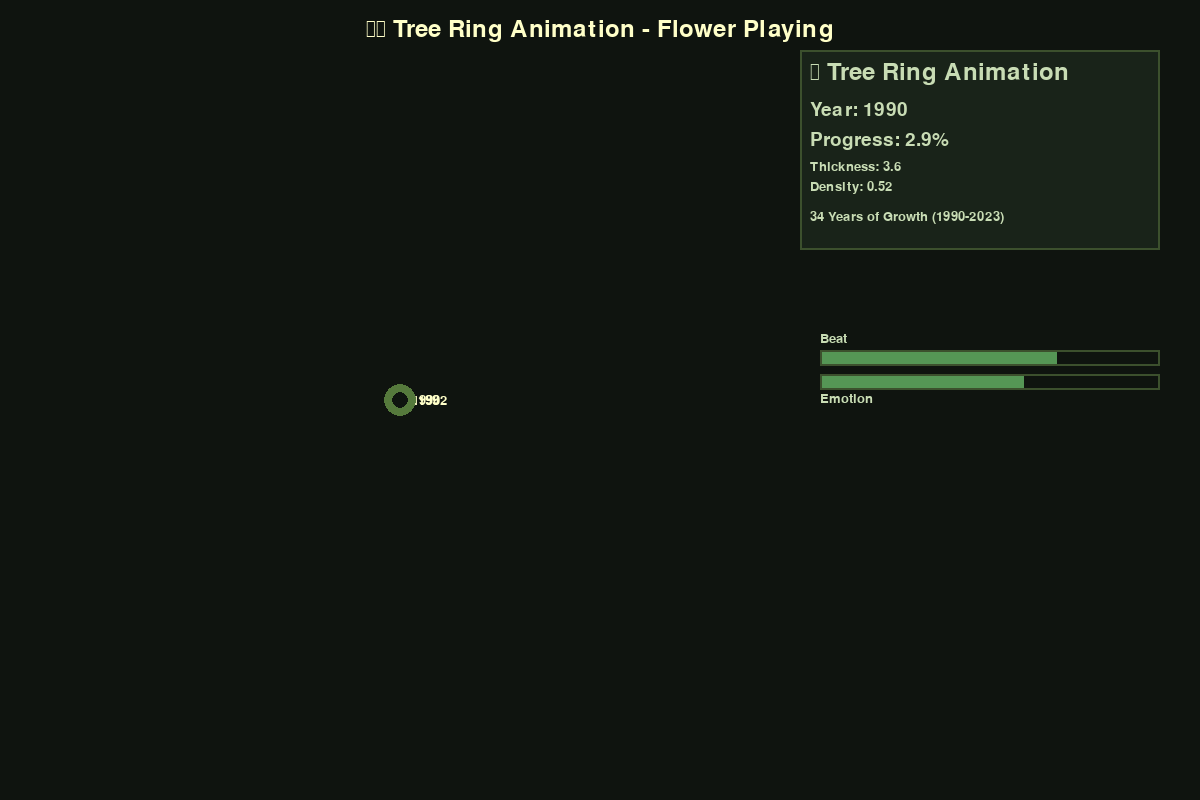 Tree Ring Animation - Flower Playing
Tree Ring Animation
Year: 1990
Progress: 2.9%
Thickness: 3.6
Density: 0.52
34 Years of Growth (1990-2023)
Beat
Emotion